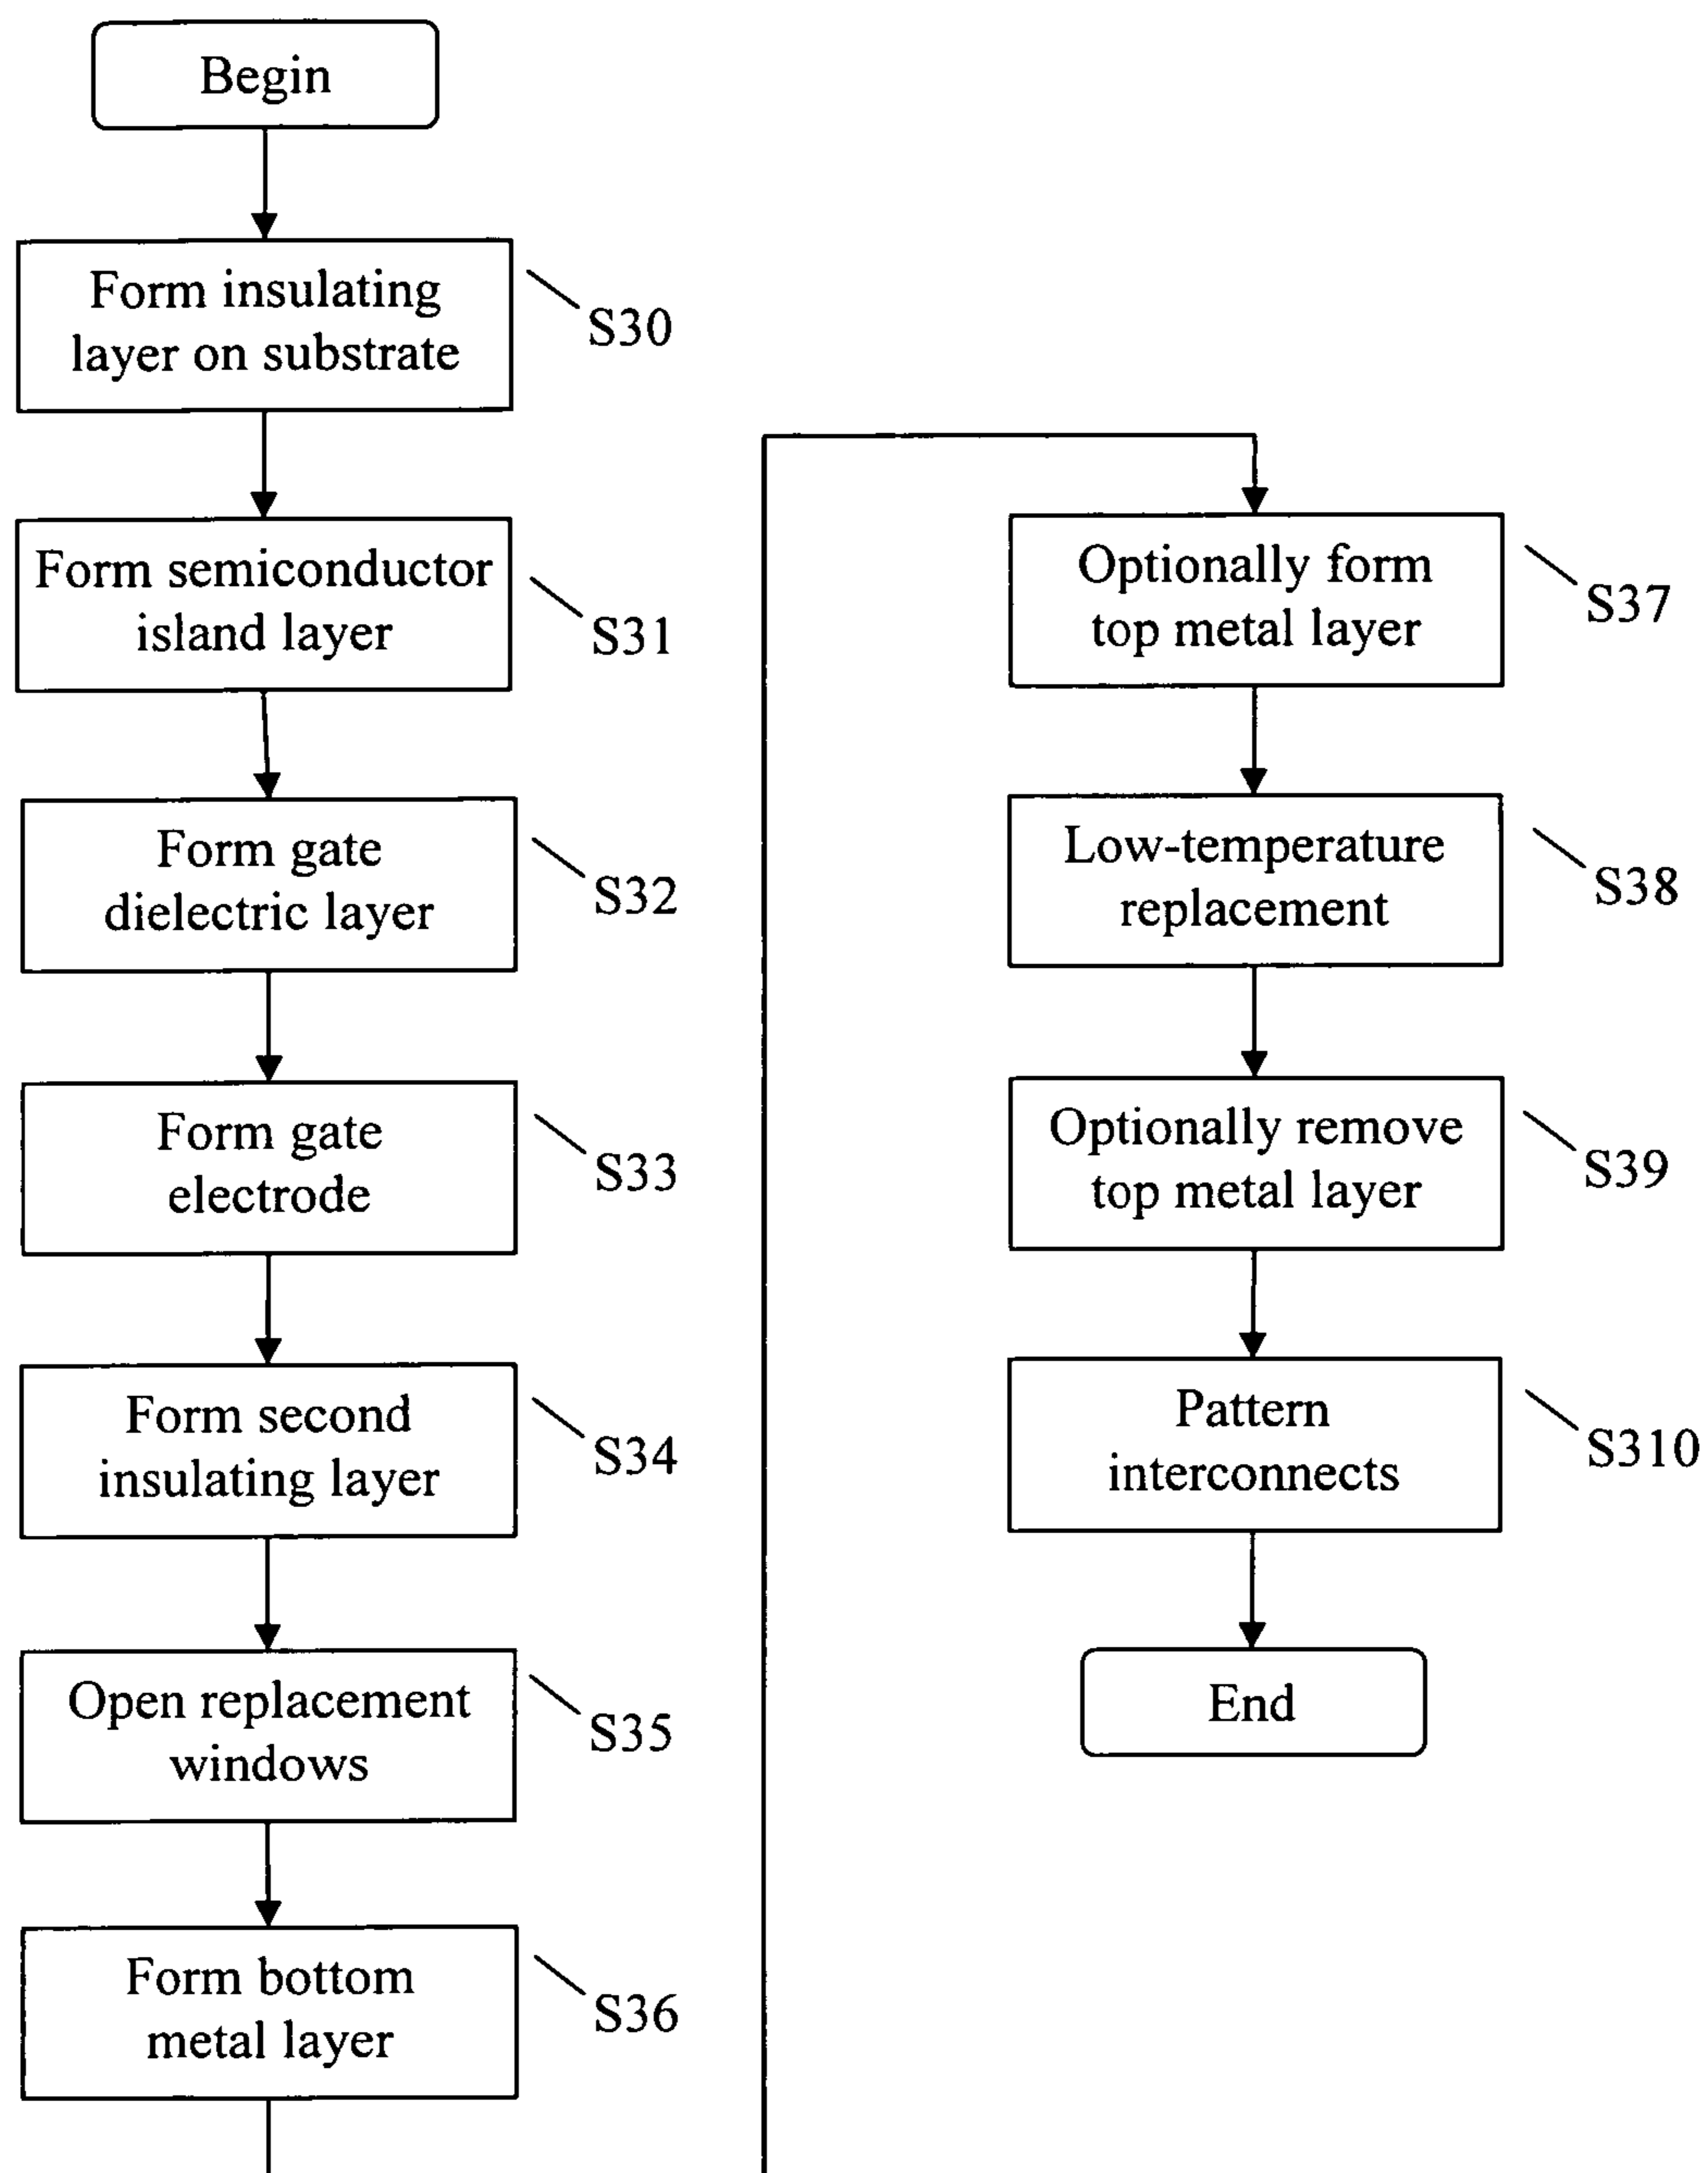 Begin
Form insulating
layer on substrate
S30
Form semiconductor
island layer
S31
Form gate
dielectric layer
S32
Form gate
electrode
S33
Form second
insulating layer
S34
Open replacement
windows
S35
Form bottom
metal layer
S36
Optionally form
top metal layer
S37
Low-temperature
replacement
S38
Optionally remove
top metal layer
S39
Pattern
interconnects
S310
End